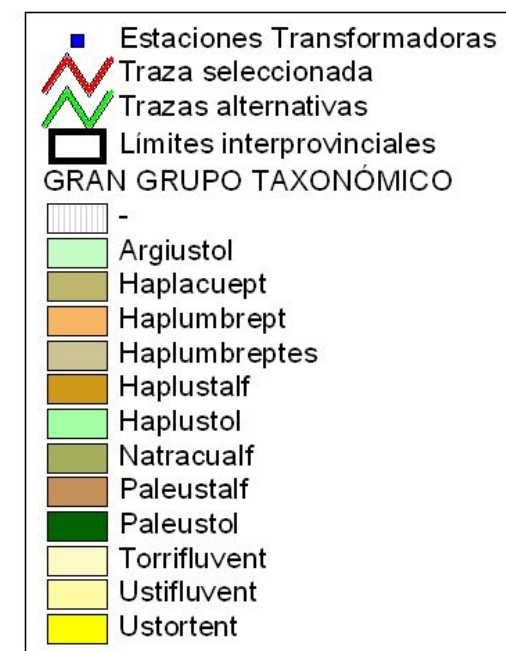 Estaciones Transformadoras
Traza seleccionada
Trazas alternativas
Límites interprovinciales
GRAN GRUPO TAXONÓMICO
-
Argiustol
Haplacuept
Haplumbrept
Haplumbreptes
Haplustalf
Haplustol
Natracualf
Paleustalf
Paleustol
Torrifluvent
Ustifluvent
Ustortent